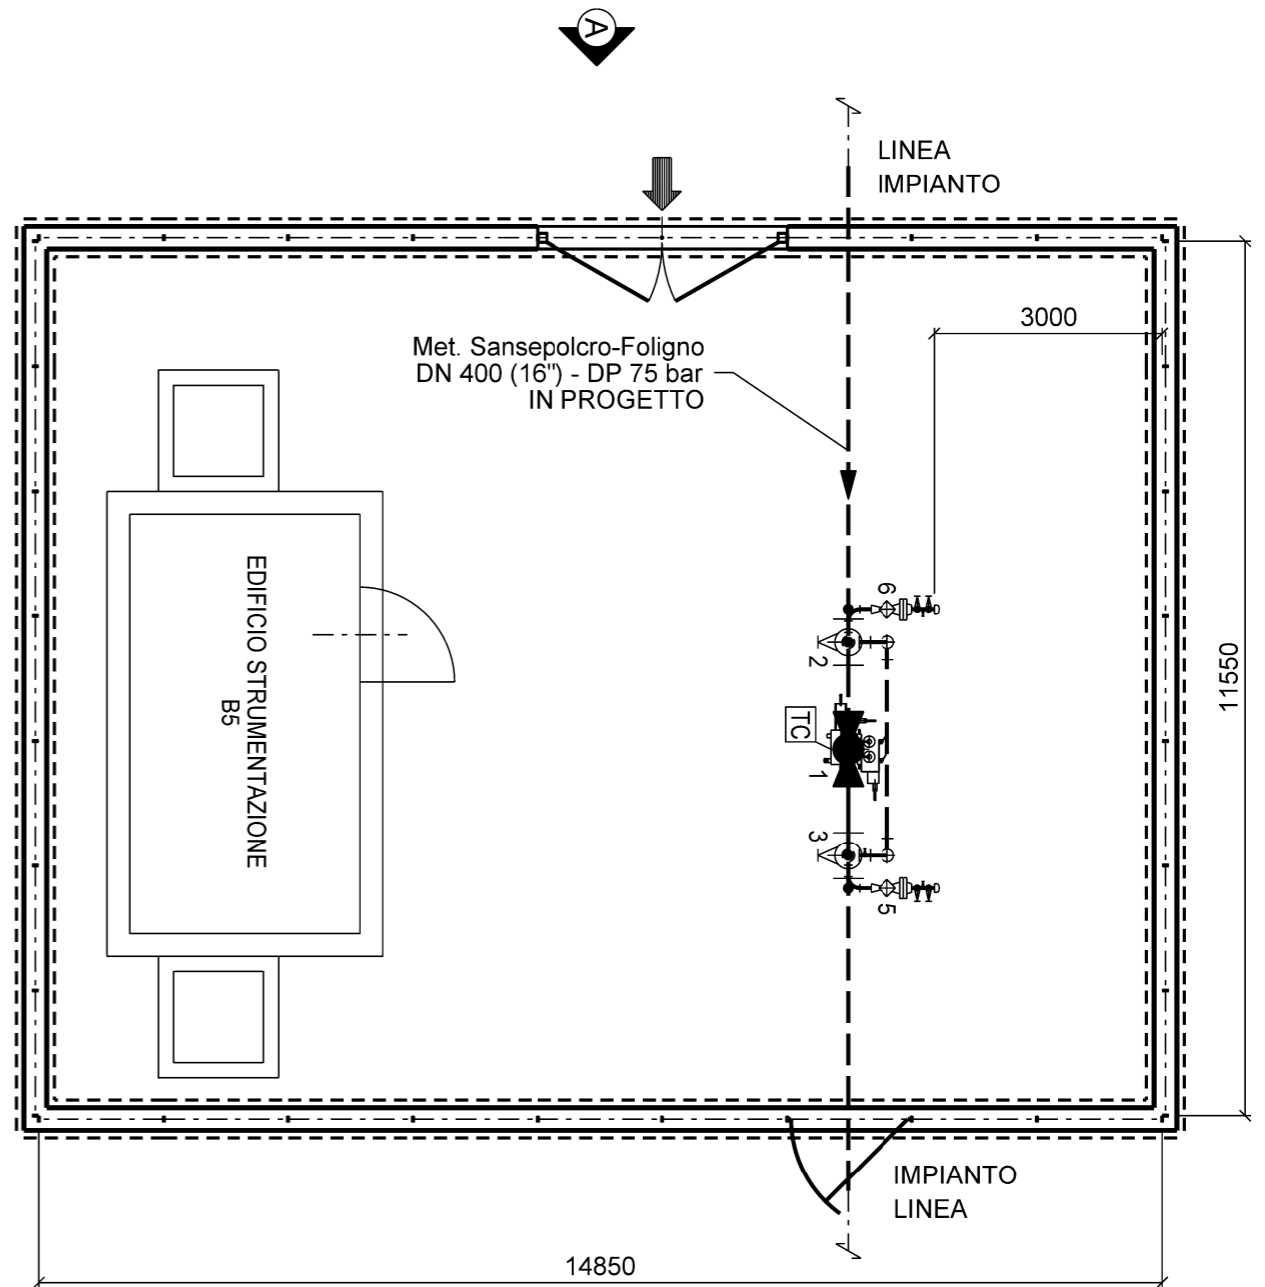 A
LINEA
IMPIANTO
3000
Met. Sansepolcro-Foligno
DN 400 (16") - DP 75 bar
IN PROGETTO
11550
EDIFICIO STRUMENTAZIONE
B5
6
2
TC
1
3
5
IMPIANTO
LINEA
14850